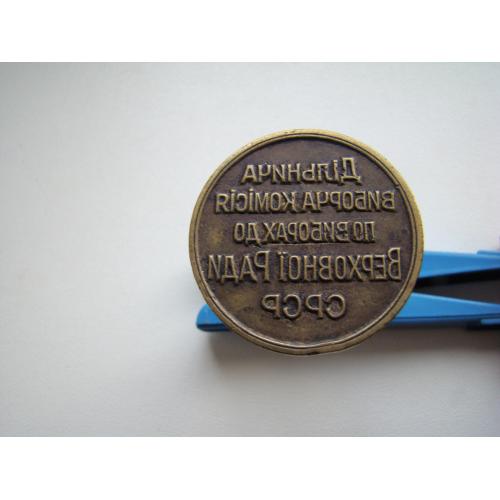 Дільнича
виборча комісія
по виборах до
Верховної Ради
СРСР